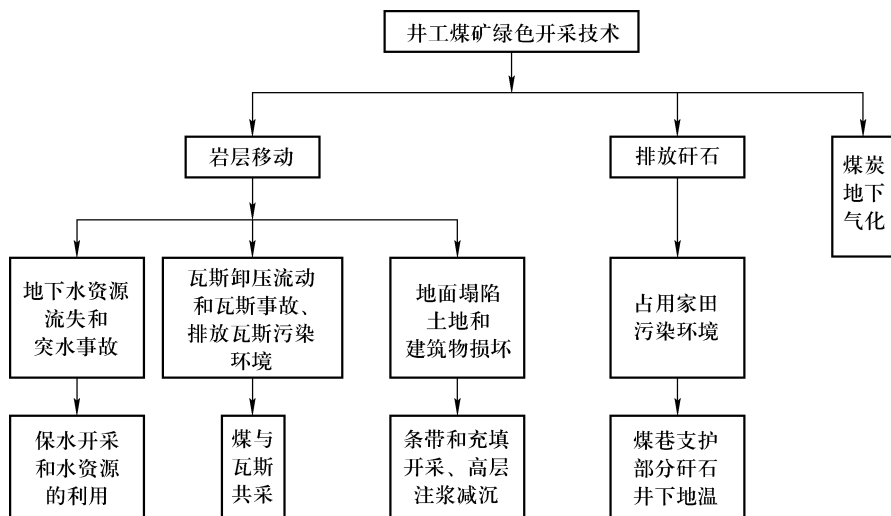 井工煤矿绿色开采技术
岩层移动
排放矸石
煤炭
地下
气化
地下水资源
流失和
突水事故
瓦斯卸压流动
和瓦斯事故、
排放瓦斯污染
环境
地面塌陷
土地和
建筑物损坏
占用家田
污染环境
保水开采
和水资源
的利用
煤与
瓦斯
共采
条带和充填
开采、高层
注浆减沉
煤巷支护
部分矸石
井下地温